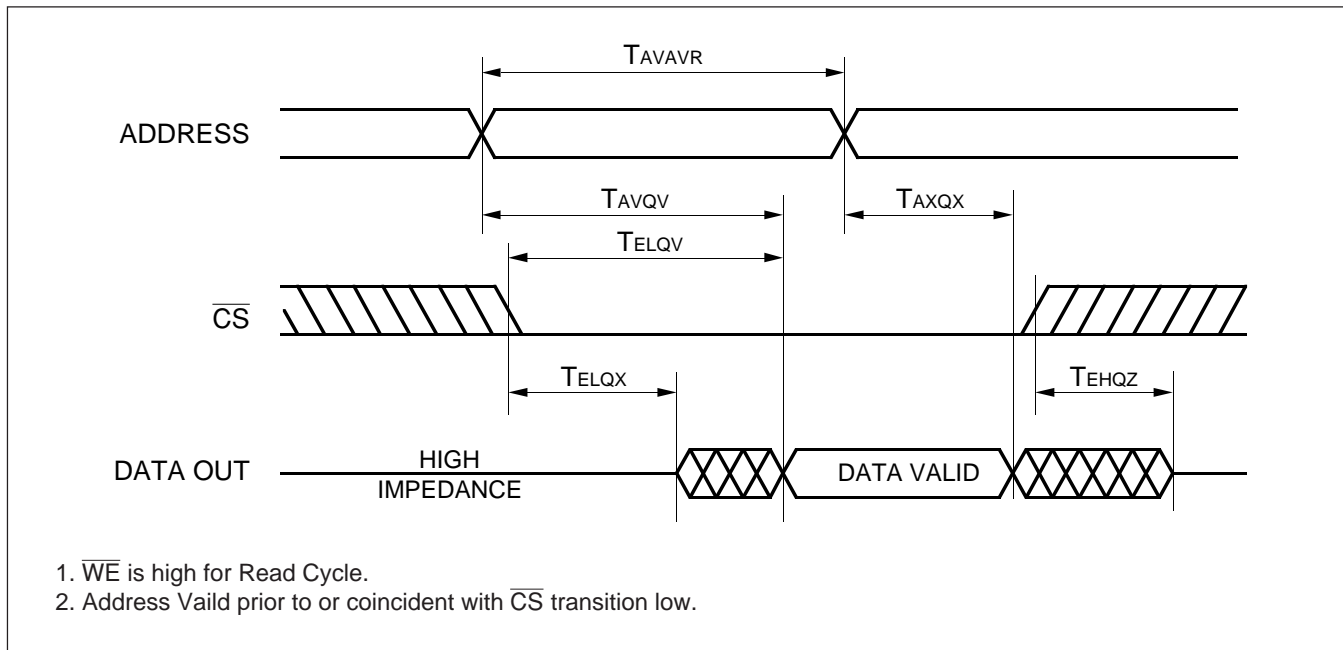 TAVAVR
ADDRESS
TAVQV
TAXQX
TELQV
CS
TELQX
TEHQZ
DATA OUT
HIGH
IMPEDANCE
DATA VALID
1. WE is high for Read Cycle.
2. Address Vaild prior to or coincident with CS transition low.